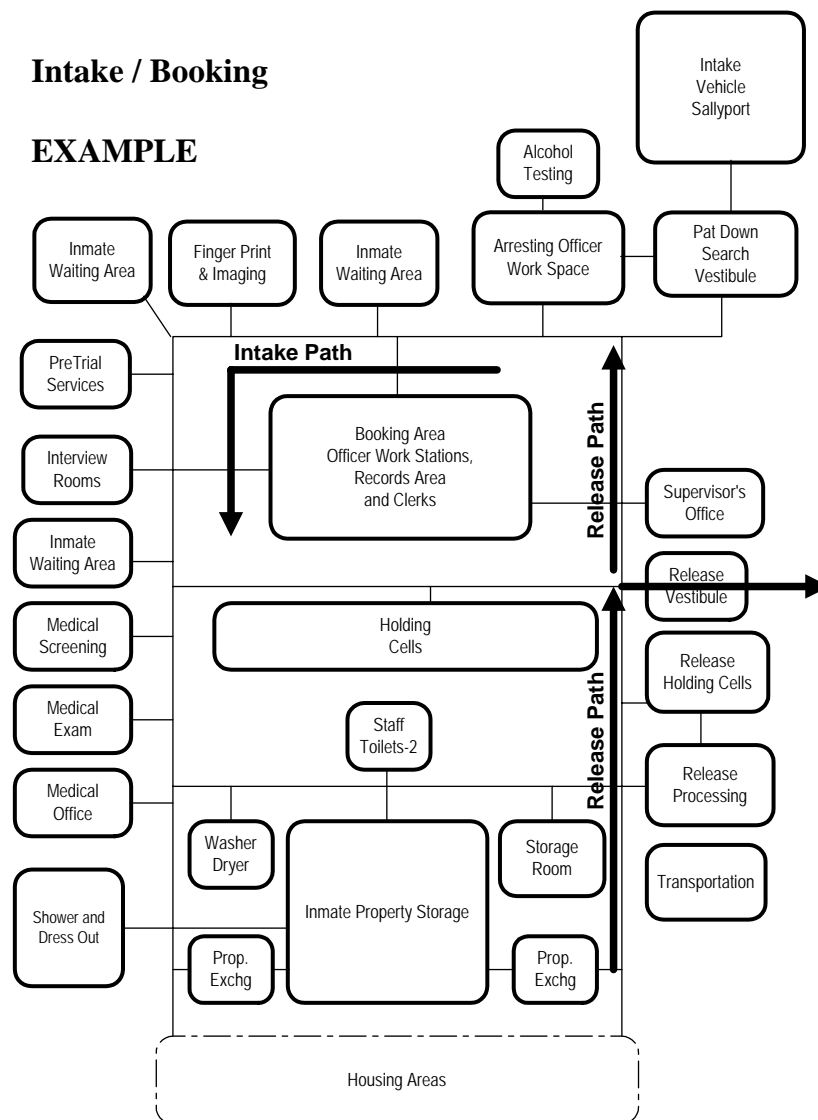 Intake / Booking
EXAMPLE
Intake
Vehicle
Sallyport
Alcohol
Testing
Inmate
Waiting Area
Finger Print
& Imaging
Inmate
Waiting Area
Arresting Officer
Work Space
Pat Down
Search
Vestibule
Intake Path
PreTrial
Services
Booking Area
Officer Work Stations,
Records Area
and Clerks
Release Path
Interview
Rooms
Supervisor's
Office
Inmate
Waiting Area
Release
Vestibule
Medical
Screening
Holding
Cells
Release
Holding Cells
Medical
Exam
Staff
Toilets-2
Release Path
Release
Processing
Medical
Office
Washer
Dryer
Storage
Room
Transportation
Shower and
Dress Out
Inmate Property Storage
Prop.
Exchg
Prop.
Exchg
Housing Areas